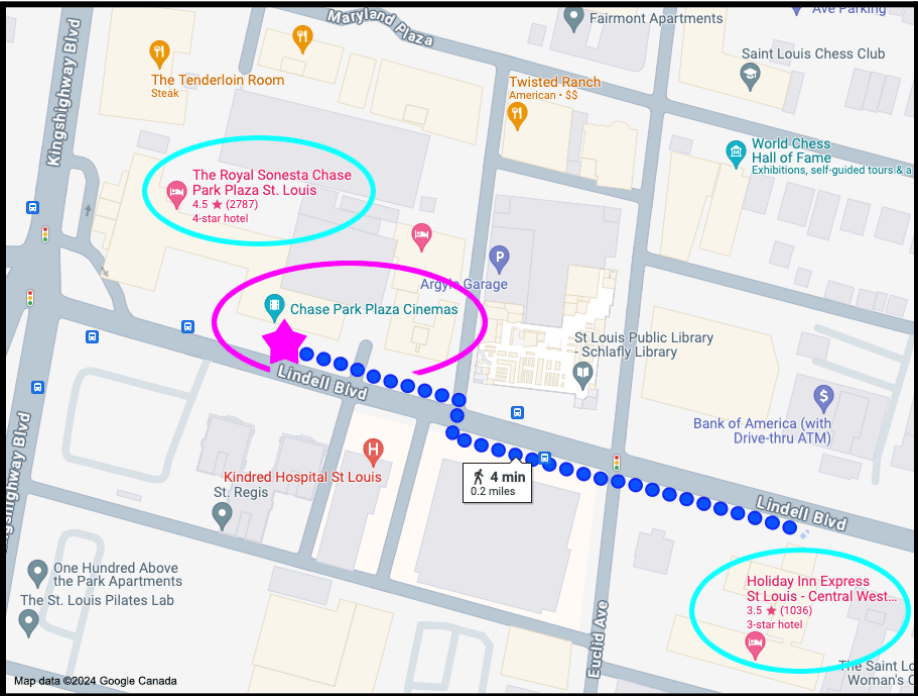 Maryland Plaza
Fairmont Apartments
Ave Parking
Kingshighway Blvd
The Tenderloin Room
Steak
Twisted Ranch
American • $$
Saint Louis Chess Club
World Chess
Hall of Fame
Exhibitions, self-guided tours & a
The Royal Sonesta Chase
Park Plaza St. Louis
4.5 ★ (2787)
4-star hotel
P
Argyle Garage
Chase Park Plaza Cinemas
St Louis Public Library
- Schlafly Library
Lindell Blvd
$
Bank of America (with
Drive-thru ATM)
H
Kindred Hospital St Louis
St. Regis
4 min
0.2 miles
gshighway Blvd
Lindell Blvd
One Hundred Above
the Park Apartments
The St. Louis Pilates Lab
Holiday Inn Express
St Louis - Central West...
3.5 ★ (1036)
3-star hotel
Euclid Ave
The Saint Lo
Woman's C
Map data ©2024 Google Canada